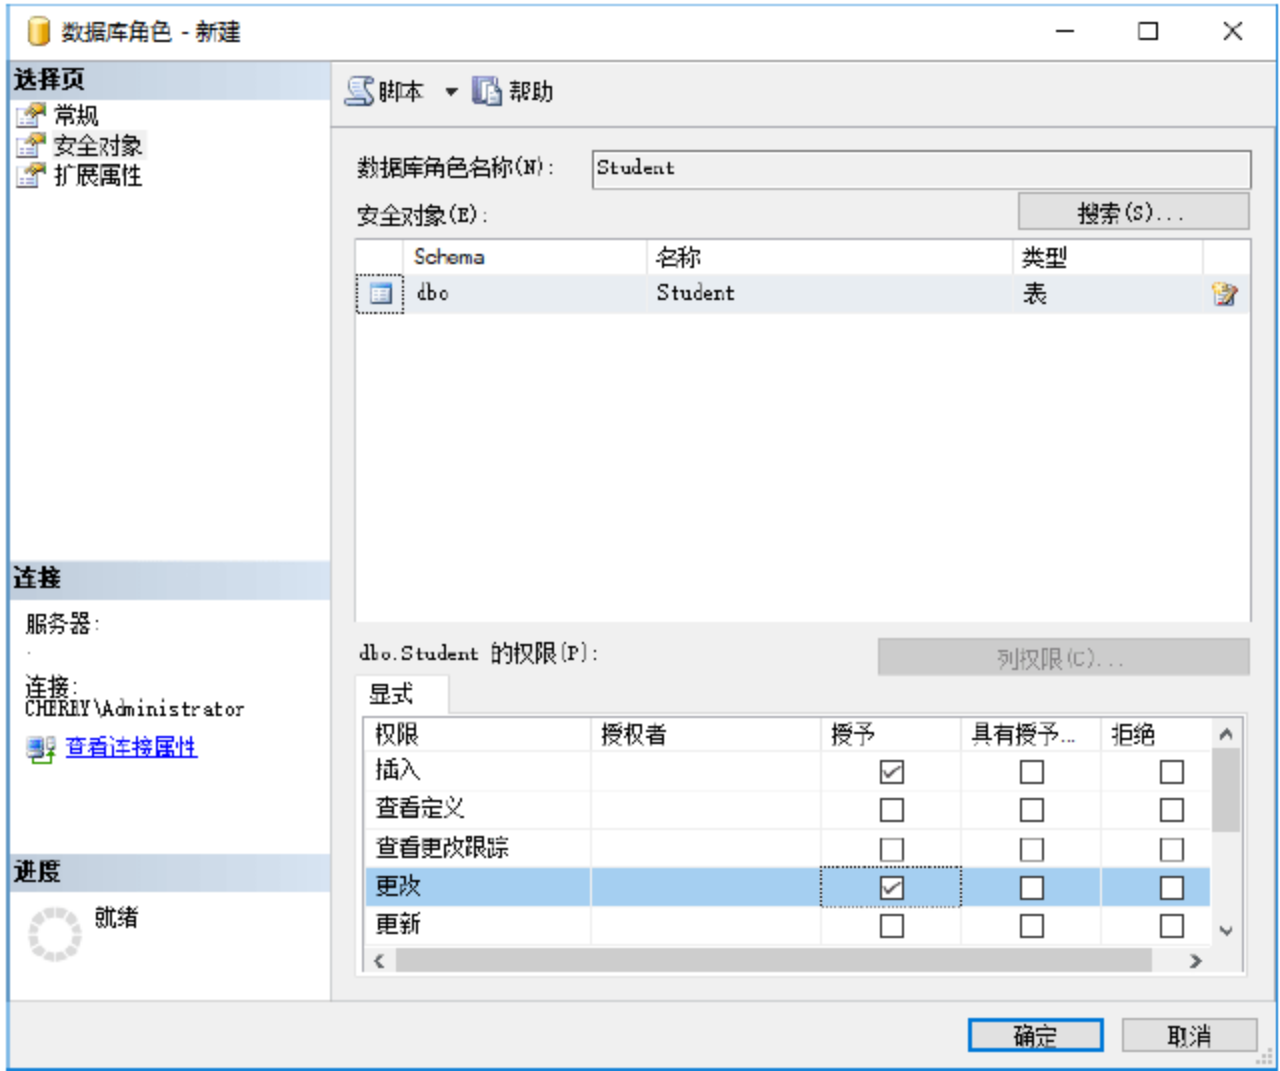 数据库角色 - 新建
选择页
常规
安全对象
扩展属性
脚本 帮助
数据库角色名称(N): Student
安全对象(E): 搜索(S)...
Schema 名称 类型
dbo Student 表
连接
服务器:
.
连接:
CHERRY\Administrator
查看连接属性
进度
就绪
dbo.Student 的权限(P): 列权限(C)...
显式
权限 授权者 授予 具有授予... 拒绝
插入
查看定义
查看更改跟踪
更改
更新
确定 取消